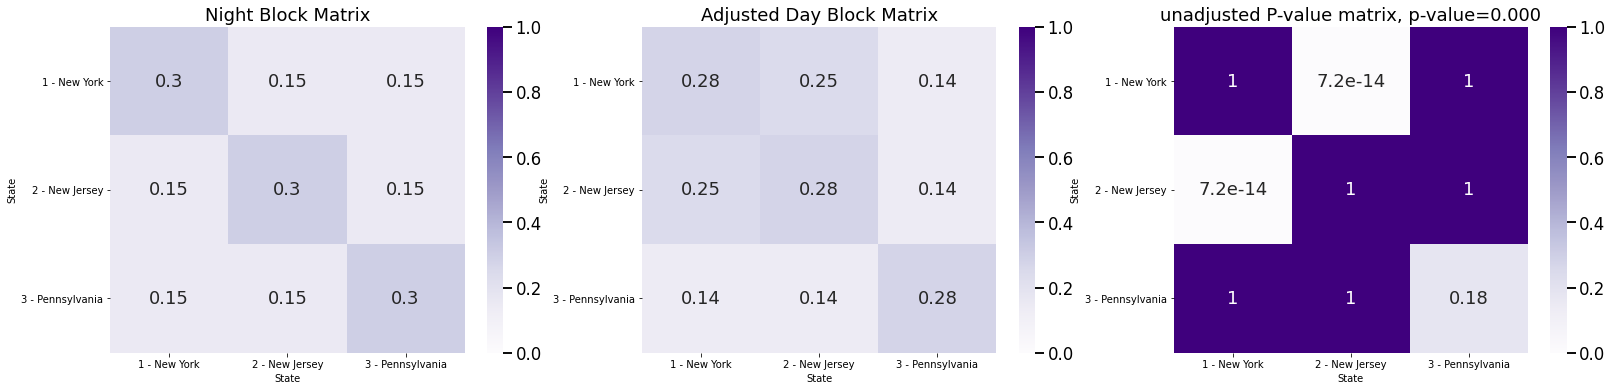 Night Block Matrix
1 - New York
2 - New Jersey
3 - Pennsylvania
State
0.3 0.15 0.15
0.15 0.3 0.15
0.15 0.15 0.3
1 - New York 2 - New Jersey 3 - Pennsylvania
State
1.0
0.8
0.6
0.4
0.2
0.0
Adjusted Day Block Matrix
1 - New York
2 - New Jersey
3 - Pennsylvania
State
0.28 0.25 0.14
0.25 0.28 0.14
0.14 0.14 0.28
1 - New York 2 - New Jersey 3 - Pennsylvania
State
1.0
0.8
0.6
0.4
0.2
0.0
unadjusted P-value matrix, p-value=0.000
1 - New York
2 - New Jersey
3 - Pennsylvania
State
1 7.2e-14 1
7.2e-14 1 1
1 1 0.18
1 - New York 2 - New Jersey 3 - Pennsylvania
State
1.0
0.8
0.6
0.4
0.2
0.0